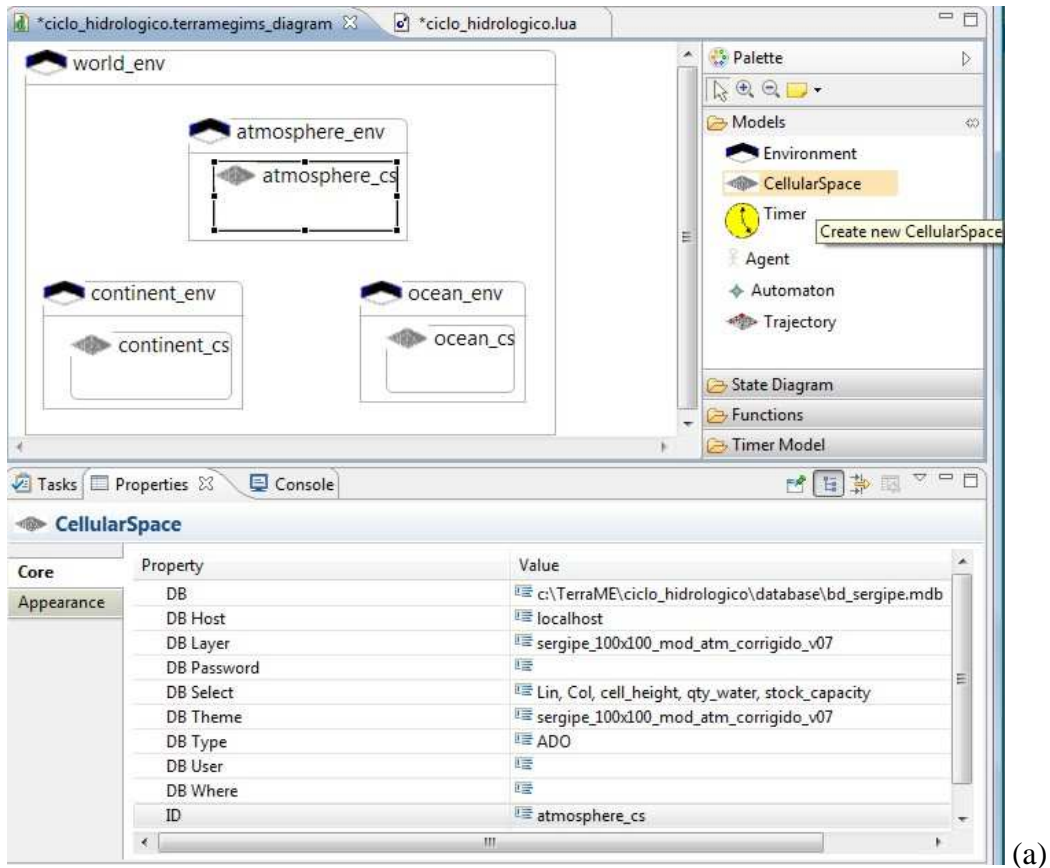 *ciclo_hidrologico.terramegims_diagram
*ciclo_hidrologico.lua
world_env
atmosphere_env
atmosphere_cs
continent_env
continent_cs
ocean_env
ocean_cs
Palette
Models
Environment
CellularSpace
Timer
Create new CellularSpace
Agent
Automaton
Trajectory
State Diagram
Functions
Timer Model
Tasks Properties Console
CellularSpace
Core
Appearance
Property Value
DB c:\TerraME\ciclo_hidrologico\database\bd_sergipe.mdb
DB Host localhost
DB Layer sergipe_100x100_mod_atm_corrigido_v07
DB Password
DB Select Lin, Col, cell_height, qty_water, stock_capacity
DB Theme sergipe_100x100_mod_atm_corrigido_v07
DB Type ADO
DB User
DB Where
ID atmosphere_cs
(a)